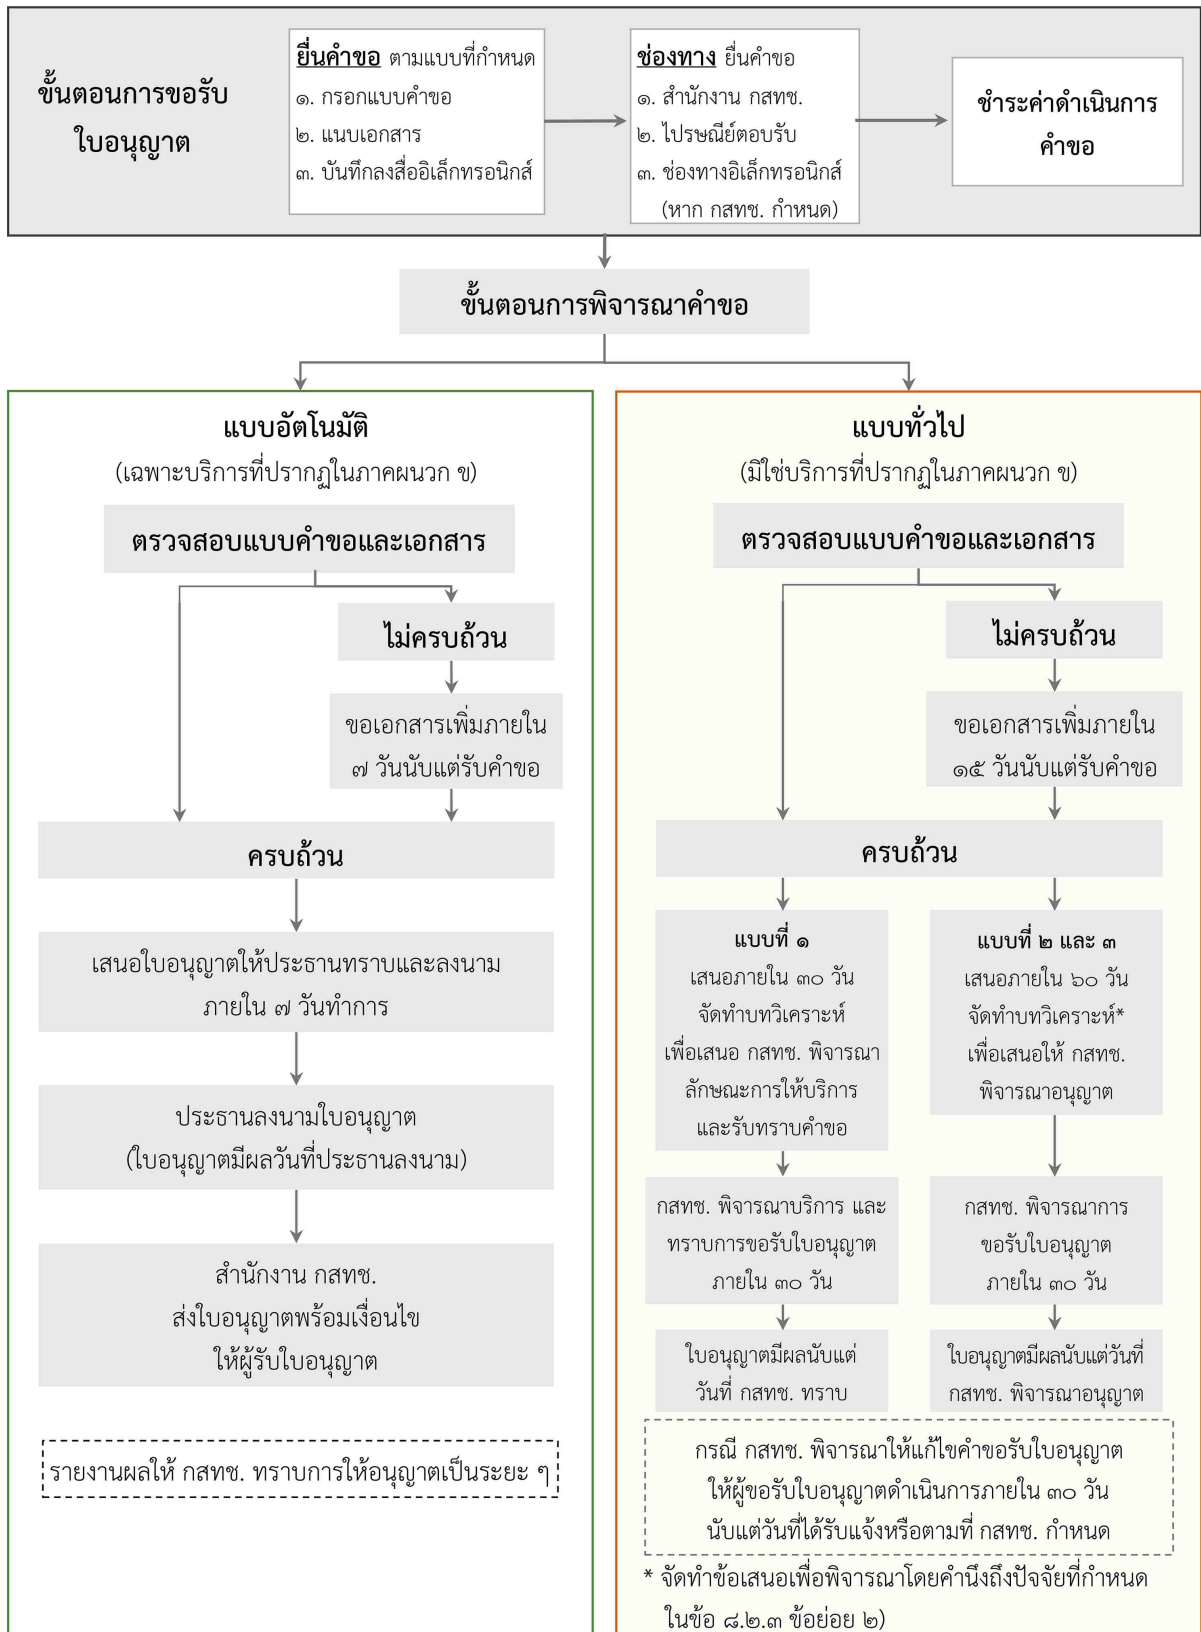 ขั้นตอนการขอรับ
ใบอนุญาต
ยื่นคำขอ ตามแบบที่กำหนด
๑. กรอกแบบคำขอ
๒. แนบเอกสาร
๓. บันทึกลงสื่ออิเล็กทรอนิกส์
ช่องทาง ยื่นคำขอ
๑. สำนักงาน กสทช.
๒. ไปรษณีย์ตอบรับ
๓. ช่องทางอิเล็กทรอนิกส์
(หาก กสทช. กำหนด)
ชำระค่าดำเนินการ
คำขอ
ขั้นตอนการพิจารณาคำขอ
แบบอัตโนมัติ
(เฉพาะบริการที่ปรากฏในภาคผนวก ข)
ตรวจสอบแบบคำขอและเอกสาร
ไม่ครบถ้วน
ขอเอกสารเพิ่มภายใน
๗ วันนับแต่รับคำขอ
ครบถ้วน
เสนอใบอนุญาตให้ประธานทราบและลงนาม
ภายใน ๗ วันทำการ
ประธานลงนามใบอนุญาต
(ใบอนุญาตมีผลวันที่ประธานลงนาม)
สำนักงาน กสทช.
ส่งใบอนุญาตพร้อมเงื่อนไข
ให้ผู้รับใบอนุญาต
รายงานผลให้ กสทช. ทราบการให้อนุญาตเป็นระยะ ๆ
แบบทั่วไป
(มิใช่บริการที่ปรากฏในภาคผนวก ข)
ตรวจสอบแบบคำขอและเอกสาร
ไม่ครบถ้วน
ขอเอกสารเพิ่มภายใน
๑๕ วันนับแต่รับคำขอ
ครบถ้วน
แบบที่ ๑
เสนอภายใน ๓๐ วัน
จัดทำบทวิเคราะห์
เพื่อเสนอ กสทช. พิจารณา
ลักษณะการให้บริการ
และรับทราบคำขอ
กสทช. พิจารณาบริการ และ
ทราบการขอรับใบอนุญาต
ภายใน ๓๐ วัน
ใบอนุญาตมีผลนับแต่
วันที่ กสทช. ทราบ
แบบที่ ๒ และ ๓
เสนอภายใน ๖๐ วัน
จัดทำบทวิเคราะห์*
เพื่อเสนอให้ กสทช.
พิจารณาอนุญาต
กสทช. พิจารณาการ
ขอรับใบอนุญาต
ภายใน ๓๐ วัน
ใบอนุญาตมีผลนับแต่วันที่
กสทช. พิจารณาอนุญาต
กรณี กสทช. พิจารณาให้แก้ไขคำขอรับใบอนุญาต
ให้ผู้ขอรับใบอนุญาตดำเนินการภายใน ๓๐ วัน
นับแต่วันที่ได้รับแจ้งหรือตามที่ กสทช. กำหนด
* จัดทำข้อเสนอเพื่อพิจารณาโดยคำนึงถึงปัจจัยที่กำหนด
ในข้อ ๘.๒.๓ ข้อย่อย ๒)